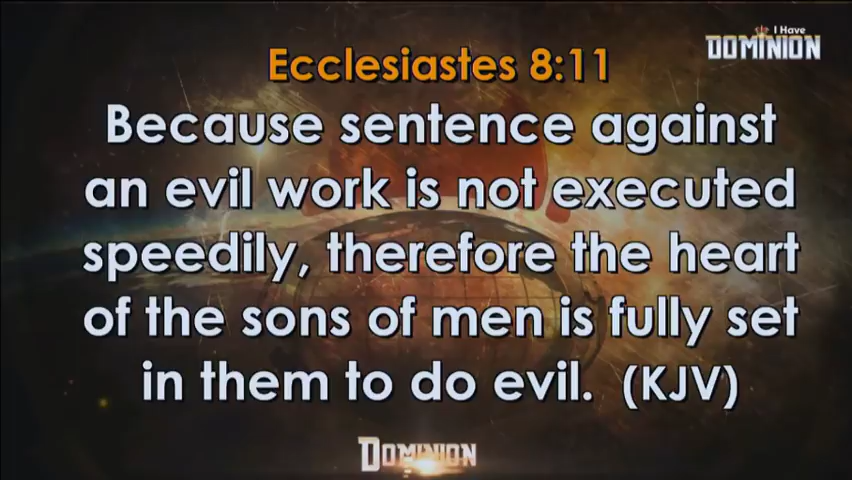 I Have
DOMINION
Ecclesiastes 8:11
Because sentence against
an evil work is not executed
speedily, therefore the heart
of the sons of men is fully set
in them to do evil. (KJV)
DOMINION